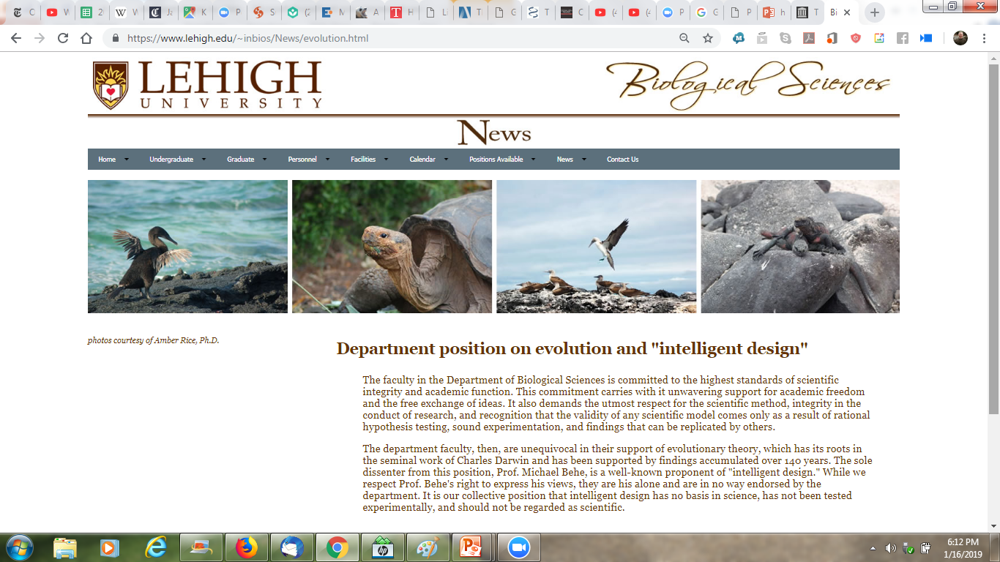 C
W
2
W
W
J
K
P
S
(2
M
A
H
Li
T
G
T
C
(4
(4
P
G
P
h
T
Bi
https://www.lehigh.edu/~inbios/News/evolution.html
LEHIGH
UNIVERSITY
Biological Sciences
News
Home Undergraduate Graduate Personnel Facilities Calendar Positions Available News Contact Us
photos courtesy of Amber Rice, Ph.D.
Department position on evolution and "intelligent design"
The faculty in the Department of Biological Sciences is committed to the highest standards of scientific
integrity and academic function. This commitment carries with it unwavering support for academic freedom
and the free exchange of ideas. It also demands the utmost respect for the scientific method, integrity in the
conduct of research, and recognition that the validity of any scientific model comes only as a result of rational
hypothesis testing, sound experimentation, and findings that can be replicated by others.
The department faculty, then, are unequivocal in their support of evolutionary theory, which has its roots in
the seminal work of Charles Darwin and has been supported by findings accumulated over 140 years. The sole
dissenter from this position, Prof. Michael Behe, is a well-known proponent of "intelligent design." While we
respect Prof. Behe's right to express his views, they are his alone and are in no way endorsed by the
department. It is our collective position that intelligent design has no basis in science, has not been tested
experimentally, and should not be regarded as scientific.
6:12 PM
1/16/2019